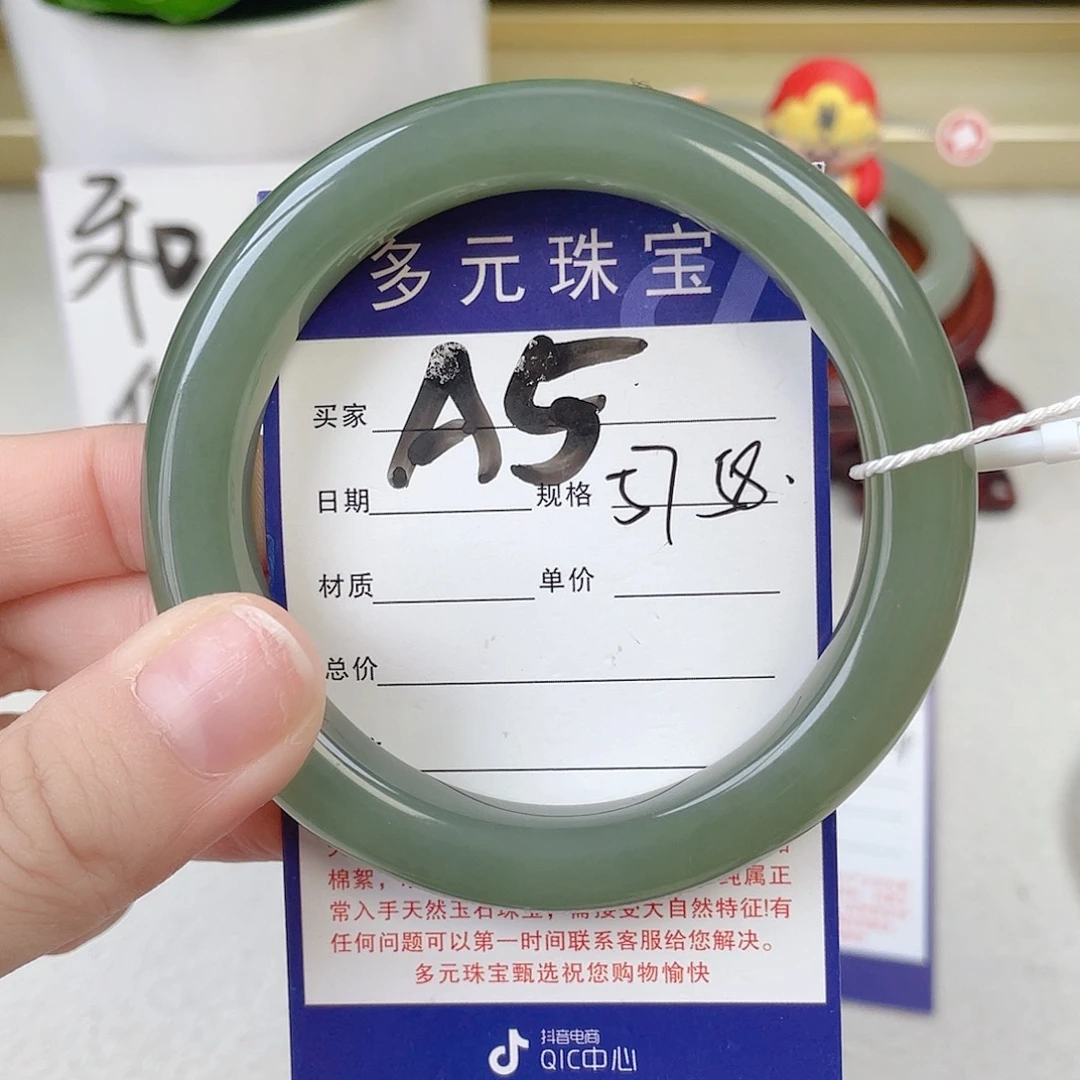 和
多元珠宝
买家 A5
日期 规格 57
材质 单价
总价
棉絮, 纯属正
常入手天然玉石珠宝,需接受大自然特征!有
任何问题可以第一时间联系客服给您解决。
多元珠宝甄选祝您购物愉快
抖音电商
QIC中心